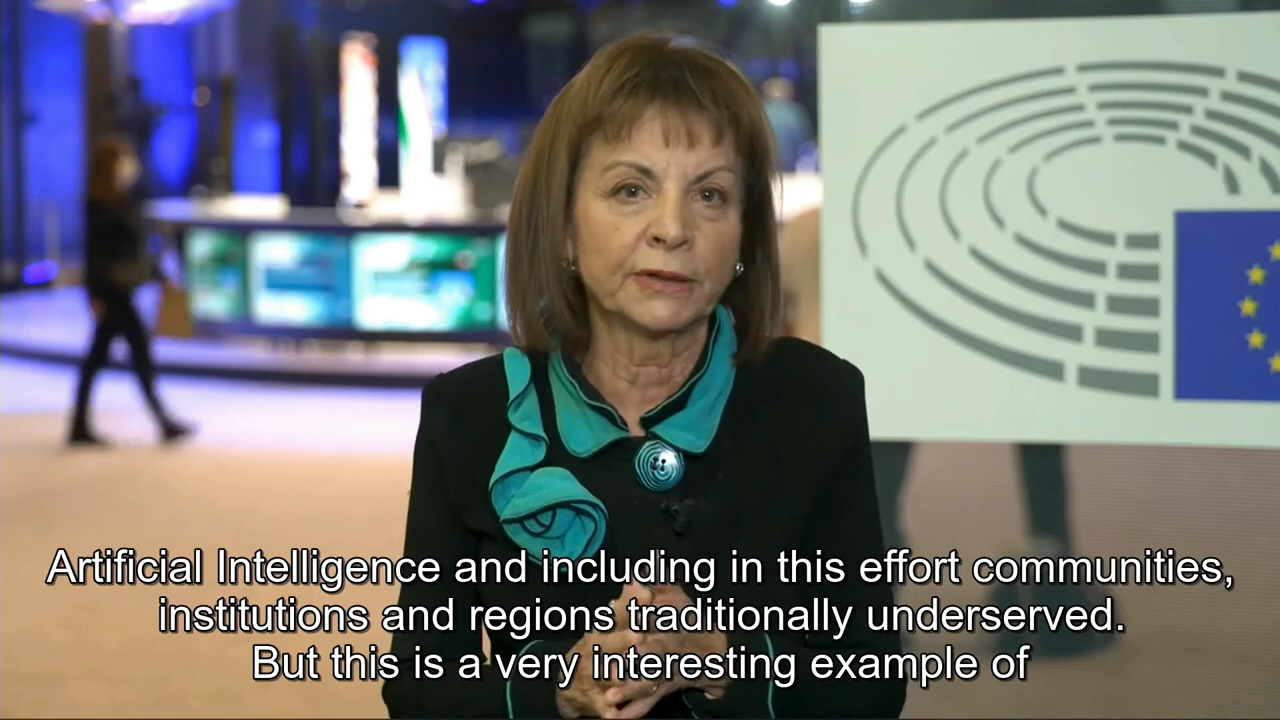 Artificial Intelligence and including in this effort communities,
institutions and regions traditionally underserved.
But this is a very interesting example of